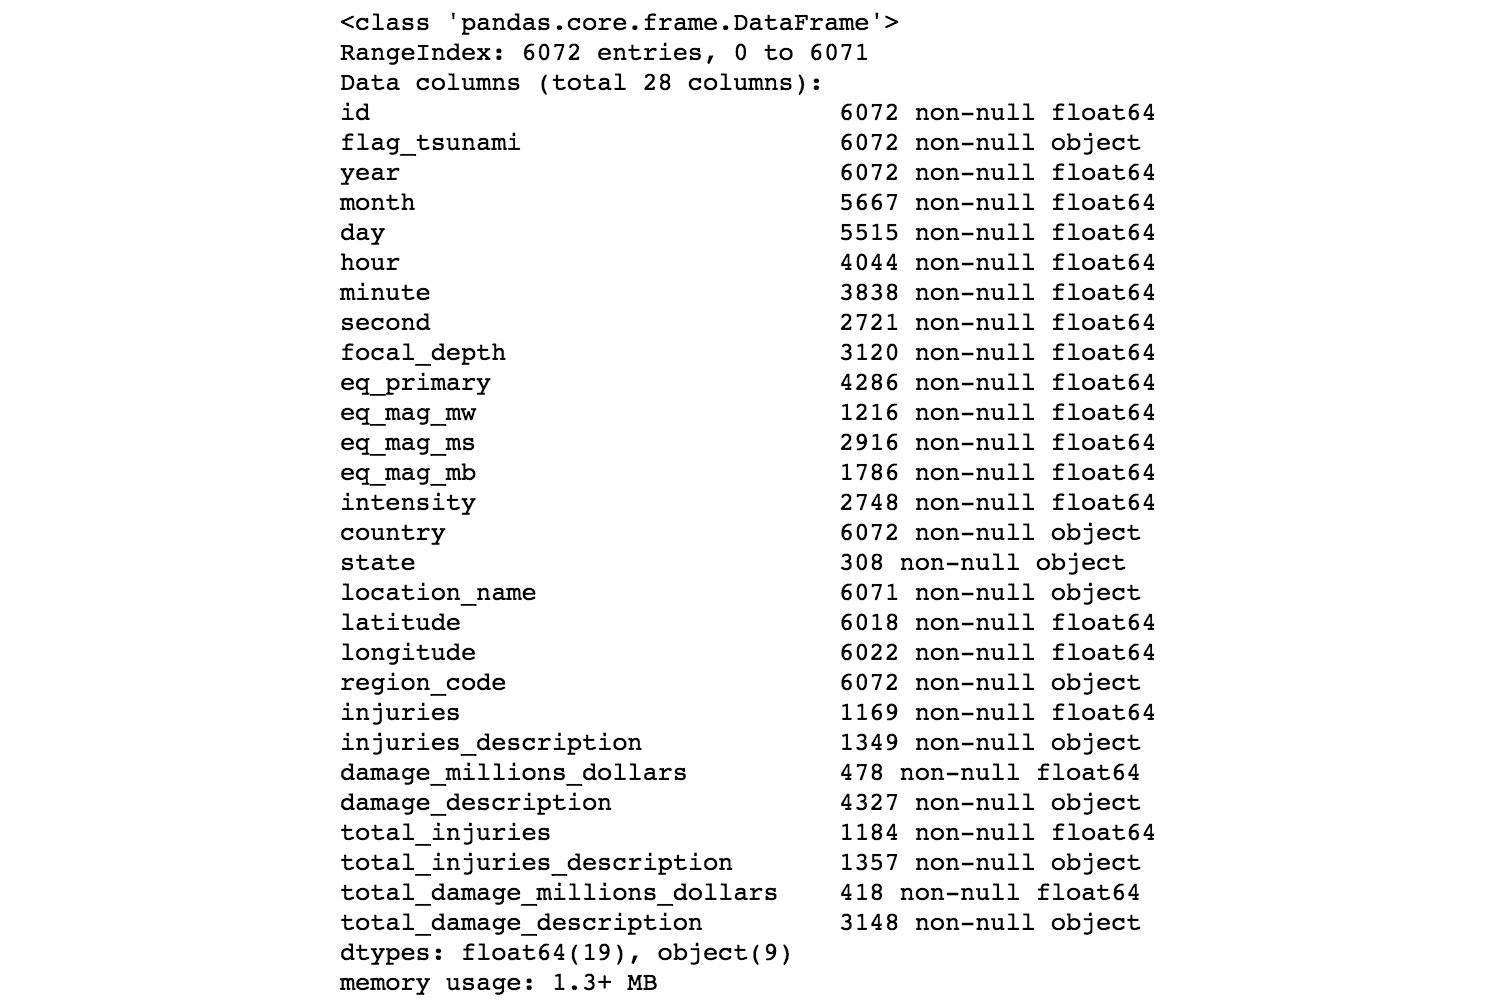 <class 'pandas.core.frame.DataFrame'>
RangeIndex: 6072 entries, 0 to 6071
Data columns (total 28 columns):
id                               6072 non-null float64
flag_tsunami                     6072 non-null object
year                             6072 non-null float64
month                            5667 non-null float64
day                              5515 non-null float64
hour                             4044 non-null float64
minute                           3838 non-null float64
second                           2721 non-null float64
focal_depth                      3120 non-null float64
eq_primary                       4286 non-null float64
eq_mag_mw                        1216 non-null float64
eq_mag_ms                        2916 non-null float64
eq_mag_mb                        1786 non-null float64
intensity                        2748 non-null float64
country                          6072 non-null object
state                            308 non-null object
location_name                    6071 non-null object
latitude                         6018 non-null float64
longitude                        6022 non-null float64
region_code                      6072 non-null object
injuries                         1169 non-null float64
injuries_description             1349 non-null object
damage_millions_dollars          478 non-null float64
damage_description               4327 non-null object
total_injuries                   1184 non-null float64
total_injuries_description       1357 non-null object
total_damage_millions_dollars    418 non-null float64
total_damage_description         3148 non-null object
dtypes: float64(19), object(9)
memory usage: 1.3+ MB